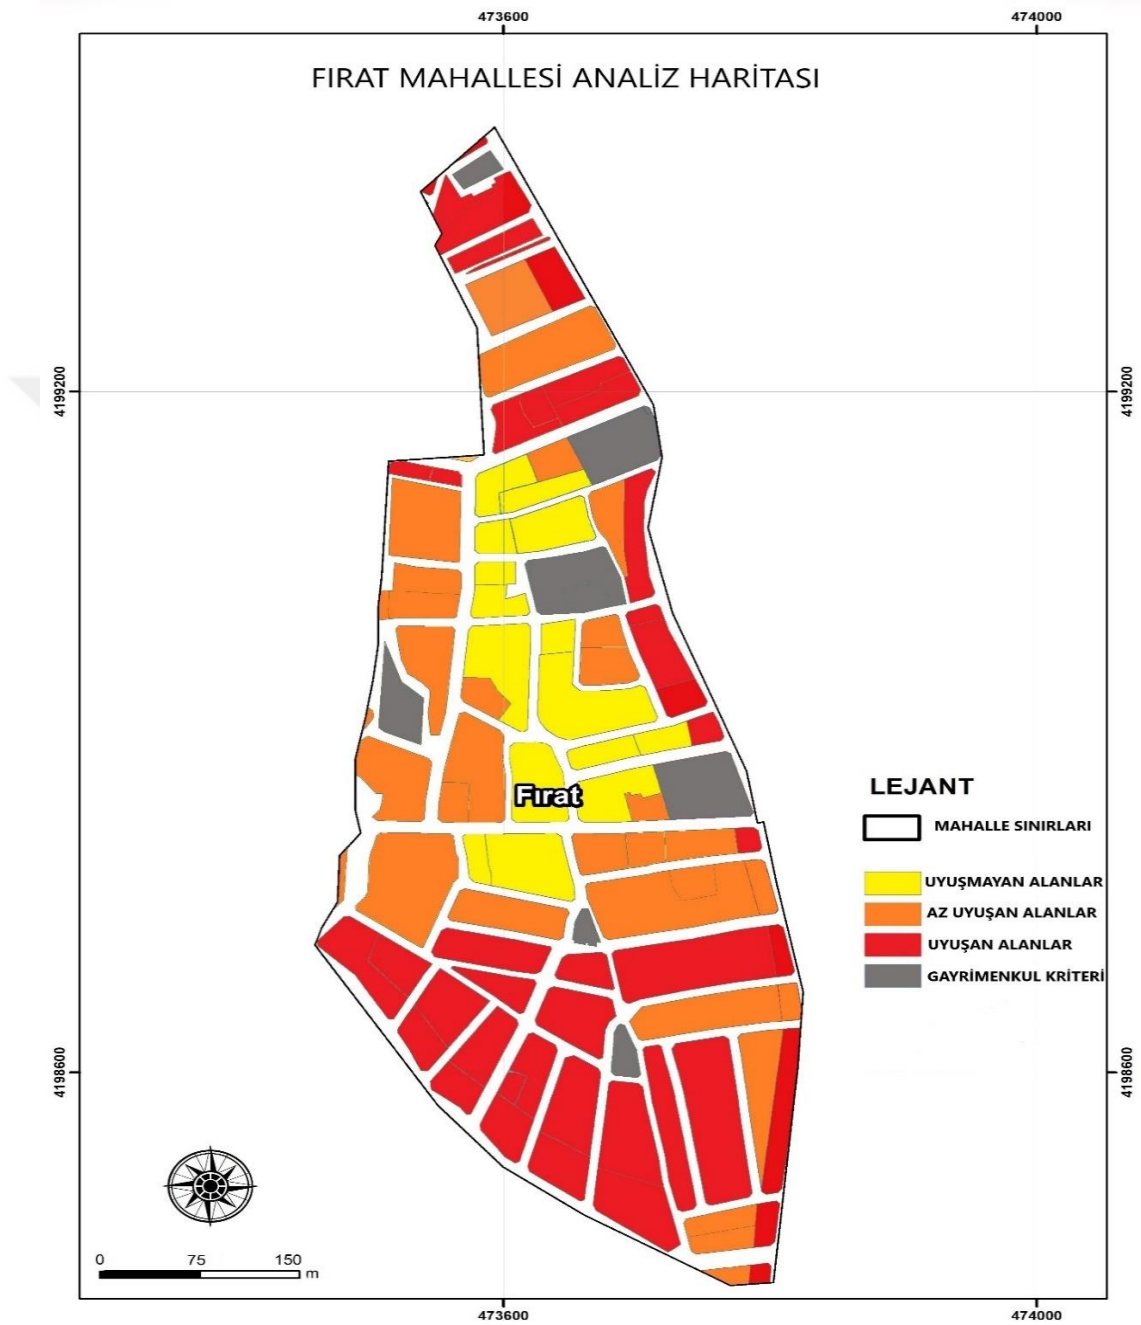 473600
474000
FIRAT MAHALLESİ ANALİZ HARİTASI
4199200
4199200
Fırat
LEJANT
MAHALLE SINIRLARI
UYUŞMAYAN ALANLAR
AZ UYUŞAN ALANLAR
UYUŞAN ALANLAR
GAYRİMENKUL KRİTERİ
4198600
4198600
0 75 150 m
473600
474000